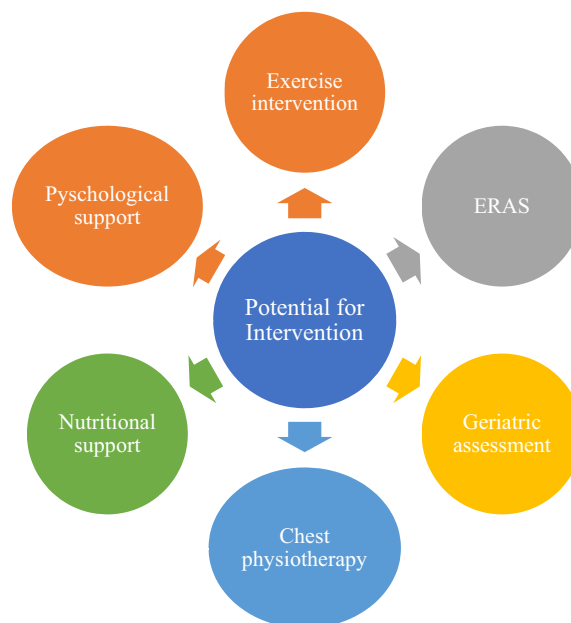 Exercise
intervention
Pyschological
support
ERAS
Potential for
Intervention
Nutritional
support
Geriatric
assessment
Chest
physiotherapy